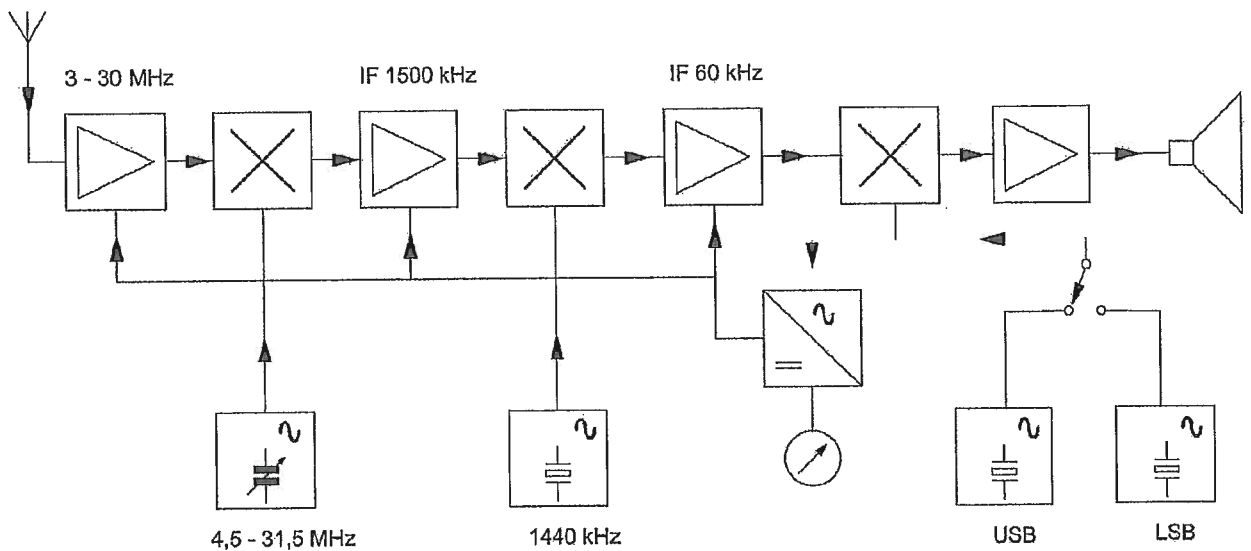 3 - 30 MHz
IF 1500 kHz
IF 60 kHz
4,5 - 31,5 MHz
1440 kHz
USB
LSB